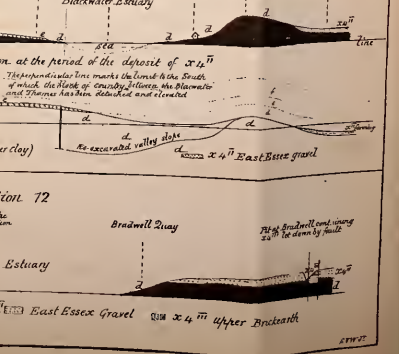 Blackwater Estuary
d
x4"
e d sea d d line
on at the period of the deposit of x4"
The perpendicular line marks the limit to the South
of which the block of country between the Blackwater
and Thames has been detached and elevated
d
d
d
Re-excavated valley slope
er clay) d x 4" East Essex gravel
tion 12
Bradwell Quay
Pit at Bradwell containing
x4" let down by fault
Estuary
d x4" d
East Essex Gravel x 4''' Upper Brickearth